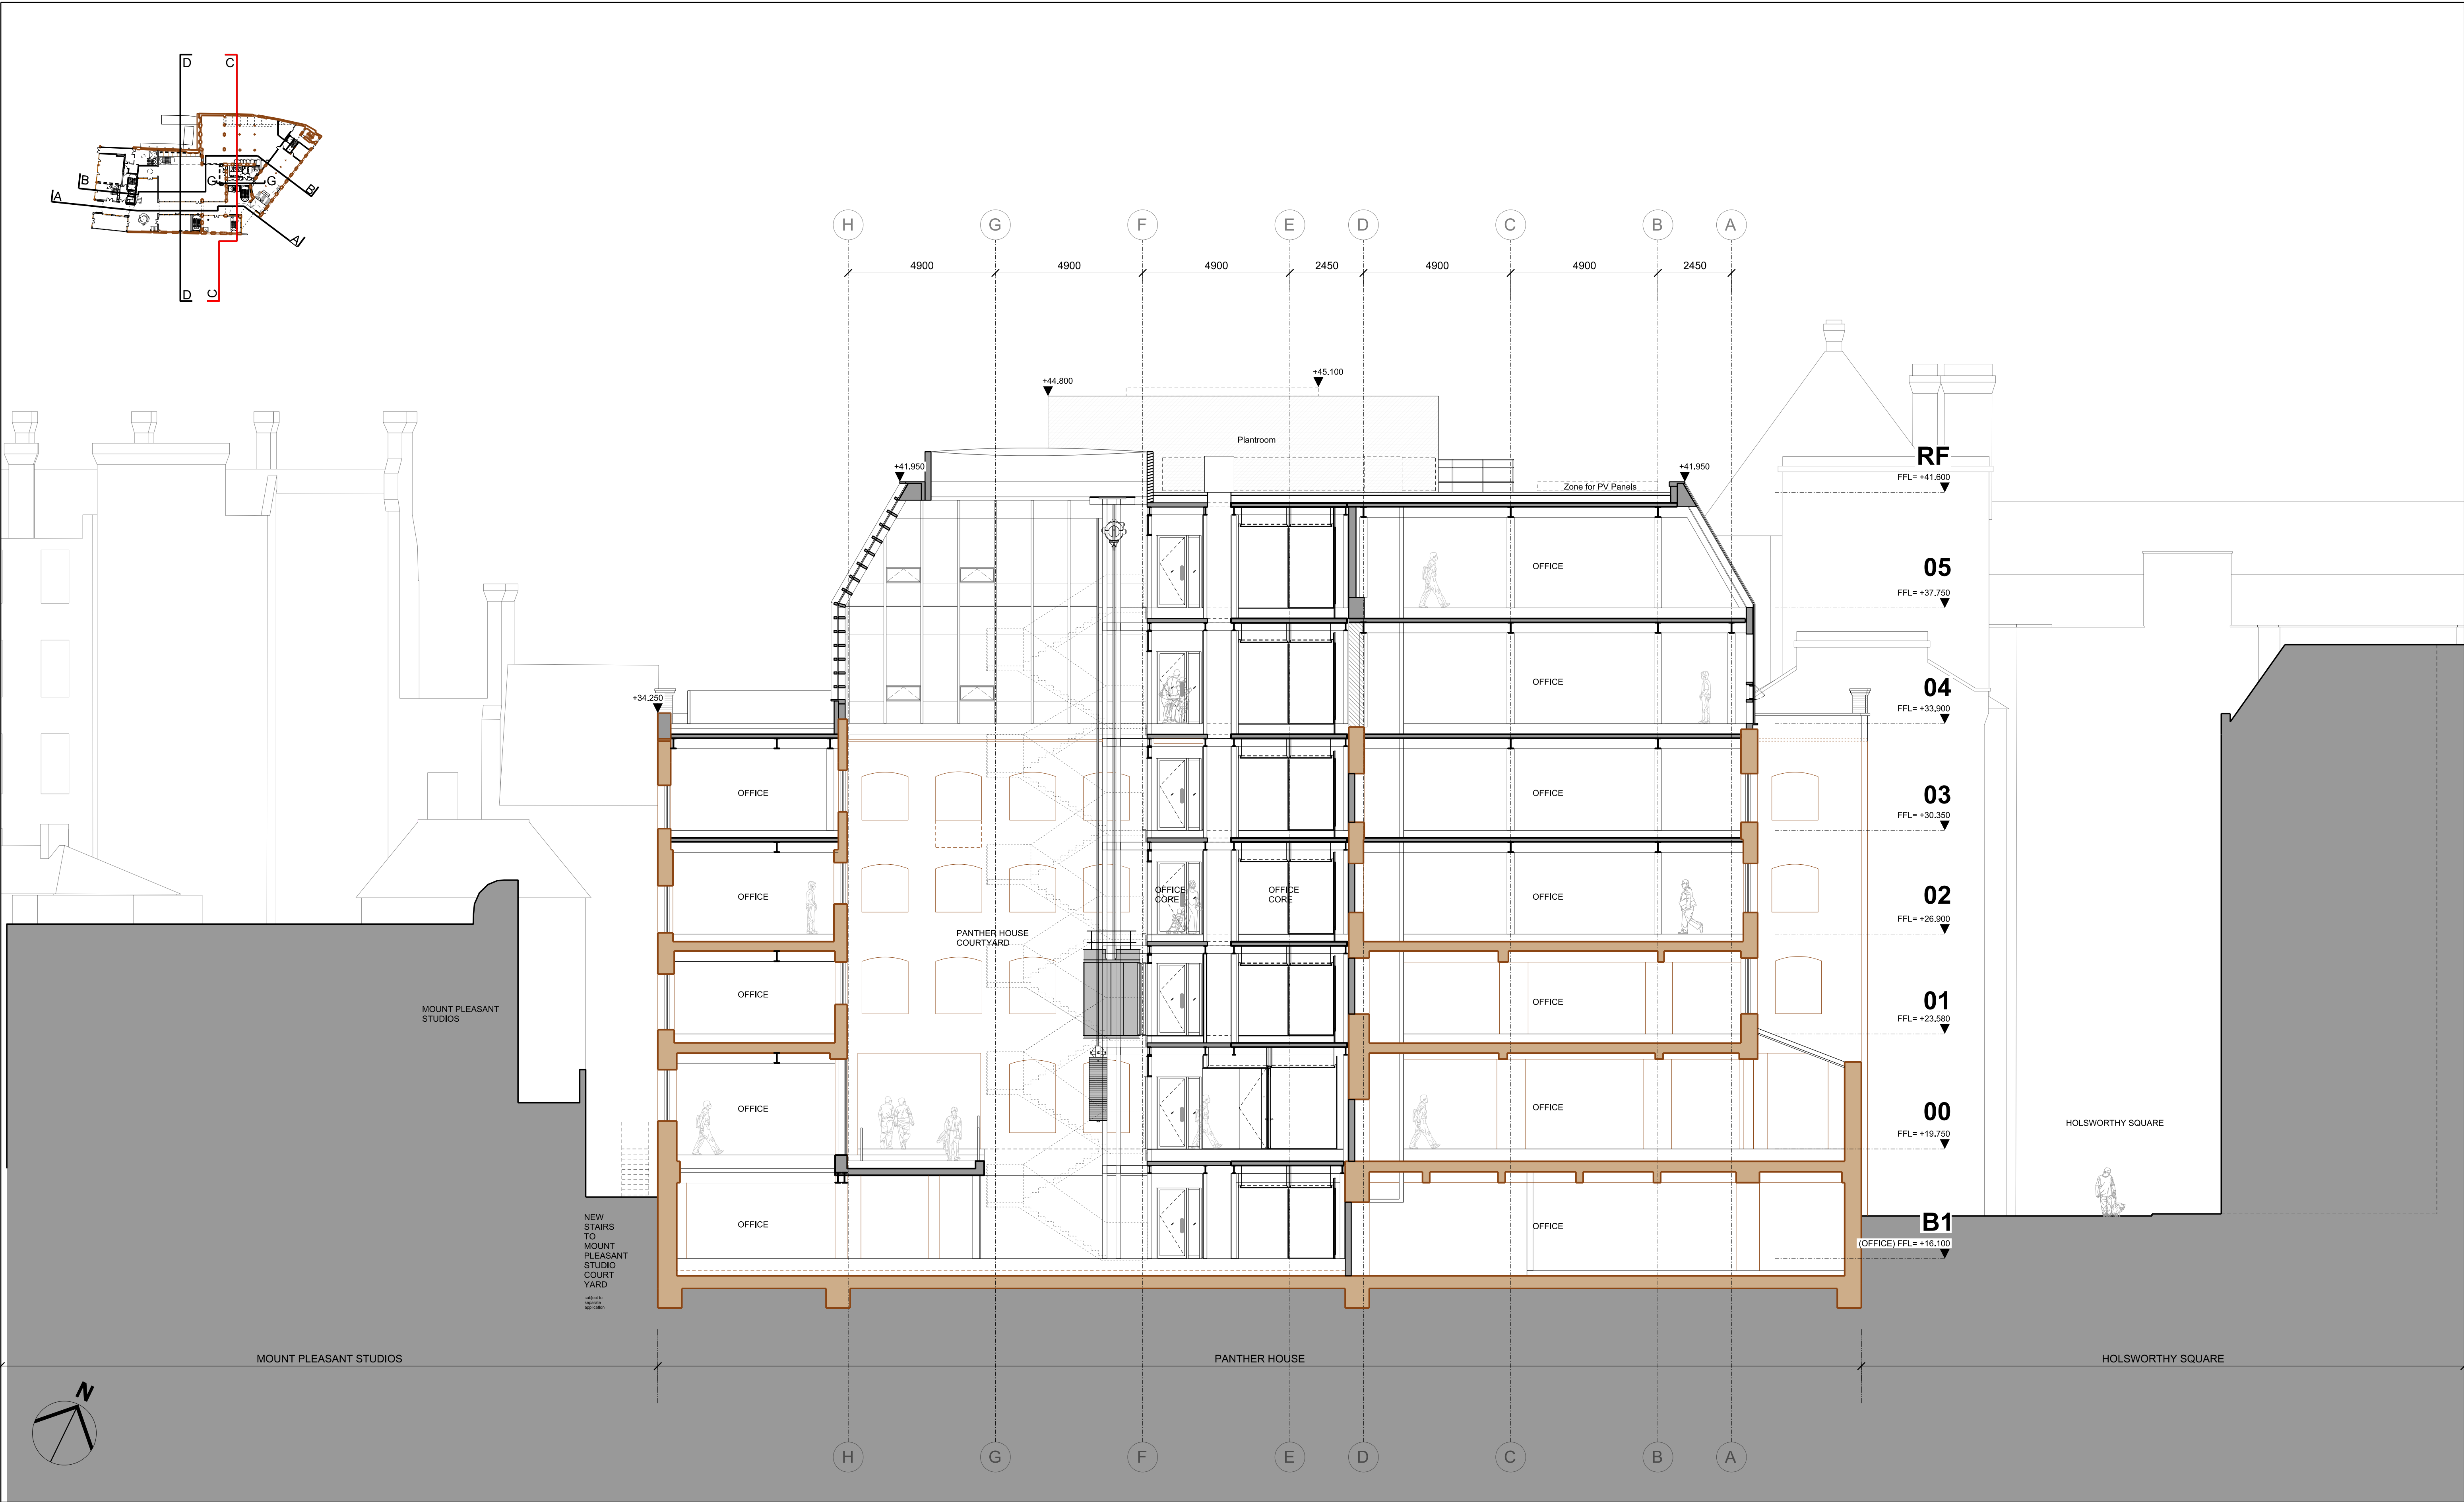 D
C
B
G
G
B
A
A
D
C
H
G
F
E
D
C
B
A
4900
4900
4900
2450
4900
4900
2450
+45.100
+44.800
Plantroom
+41.950
+41.950
Zone for PV Panels
RF
FFL= +41.600
OFFICE
05
FFL= +37.750
OFFICE
04
+34.250
FFL= +33.900
OFFICE
OFFICE
03
FFL= +30.350
OFFICE
OFFICE
CORE
OFFICE
CORE
OFFICE
02
FFL= +26.900
PANTHER HOUSE
COURTYARD
OFFICE
OFFICE
01
MOUNT PLEASANT
STUDIOS
FFL= +23.580
OFFICE
OFFICE
00
HOLSWORTHY SQUARE
FFL= +19.750
NEW
STAIRS
TO
MOUNT
PLEASANT
STUDIO
COURT
YARD
subject to
separate
application
OFFICE
OFFICE
B1
(OFFICE) FFL= +16.100
MOUNT PLEASANT STUDIOS
PANTHER HOUSE
HOLSWORTHY SQUARE
N
H
G
F
E
D
C
B
A